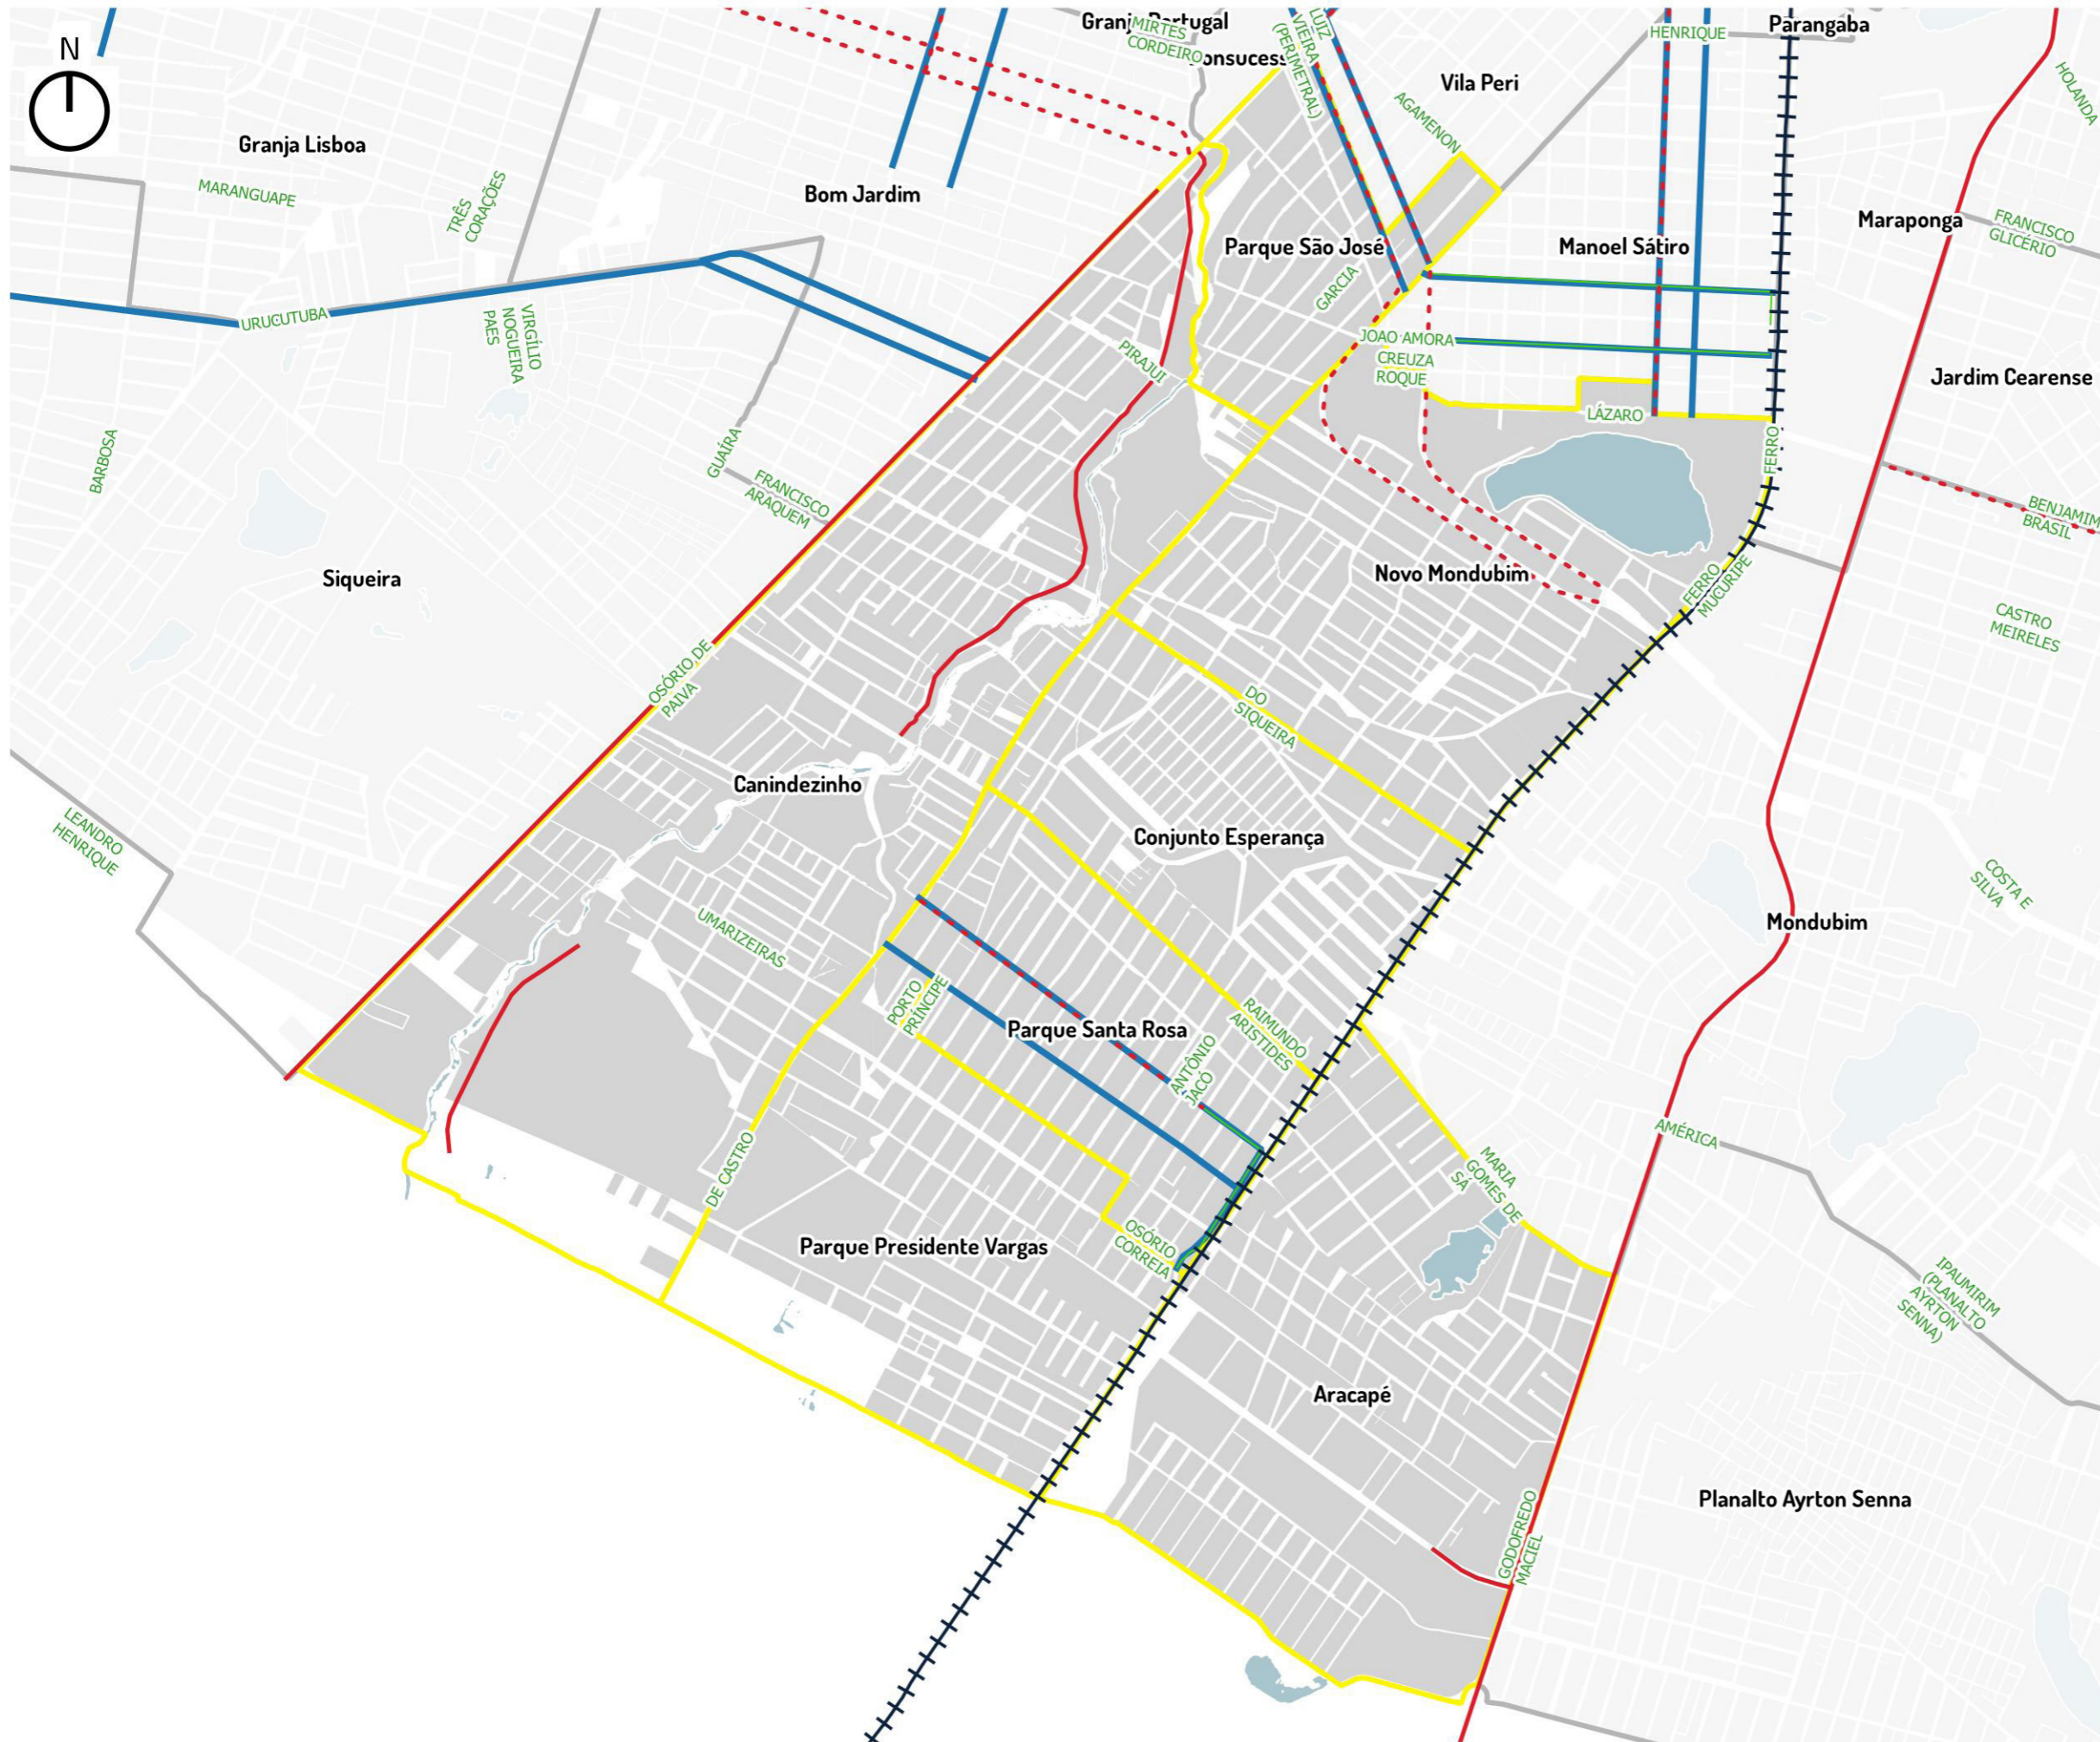 N
Granja Portugal
MIRTES
CORDEIRO
VIEIRA
(PERIMETRAL)
LUIZ
HENRIQUE
Parangaba
Vila Peri
HOLANDA
AGAMENON
Granja Lisboa
MARANGUAPE
TRÊS
CORAÇÕES
Bom Jardim
Parque São José
GARCIA
Manoel Sátiro
Maraponga
FRANCISCO
GLICÉRIO
URUCUTUBA
VIRGÍLIO
NOGUEIRA
PAES
PIRAJUI
JOAO AMORA
CREUZA
ROQUE
LÁZARO
Jardim Cearense
BARBOSA
GUAÍRA
FRANCISCO
ARAQUEM
FERRO
BENJAMIM
BRASIL
Siqueira
Novo Mondubim
FERRO
MUCURIPE
CASTRO
MEIRELES
OSÓRIO DE
PAIVA
DO
SIQUEIRA
Canindezinho
LEANDRO
HENRIQUE
Conjunto Esperança
COSTA E
SILVA
UMARIZEIRAS
Mondubim
PORTO
PRÍNCIPE
Parque Santa Rosa
RAIMUNDO
ARISTIDES
ANTÔNIO
JACÓ
AMÉRICA
DE CASTRO
MARIA
GOMES DE
SA
Parque Presidente Vargas
OSÓRIO
CORREIA
IPAUMIRIM
(PLANALTO
AYRTON
SENNA)
Aracapé
Planalto Ayrton Senna
GODOFREDO
MACIEL